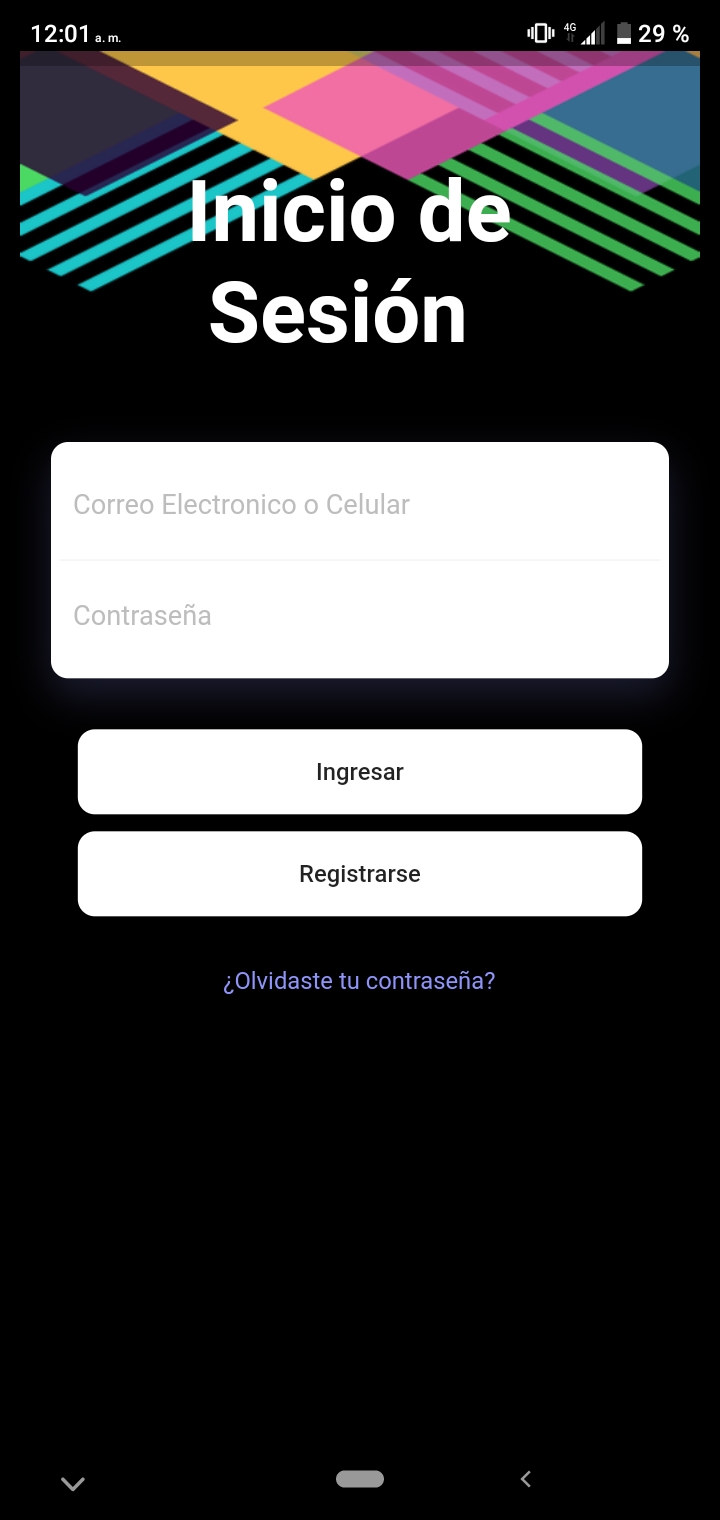 12:01 a. m. 4G 29 %
Inicio de
Sesión
Correo Electronico o Celular
Contraseña
Ingresar
Registrarse
¿Olvidaste tu contraseña?